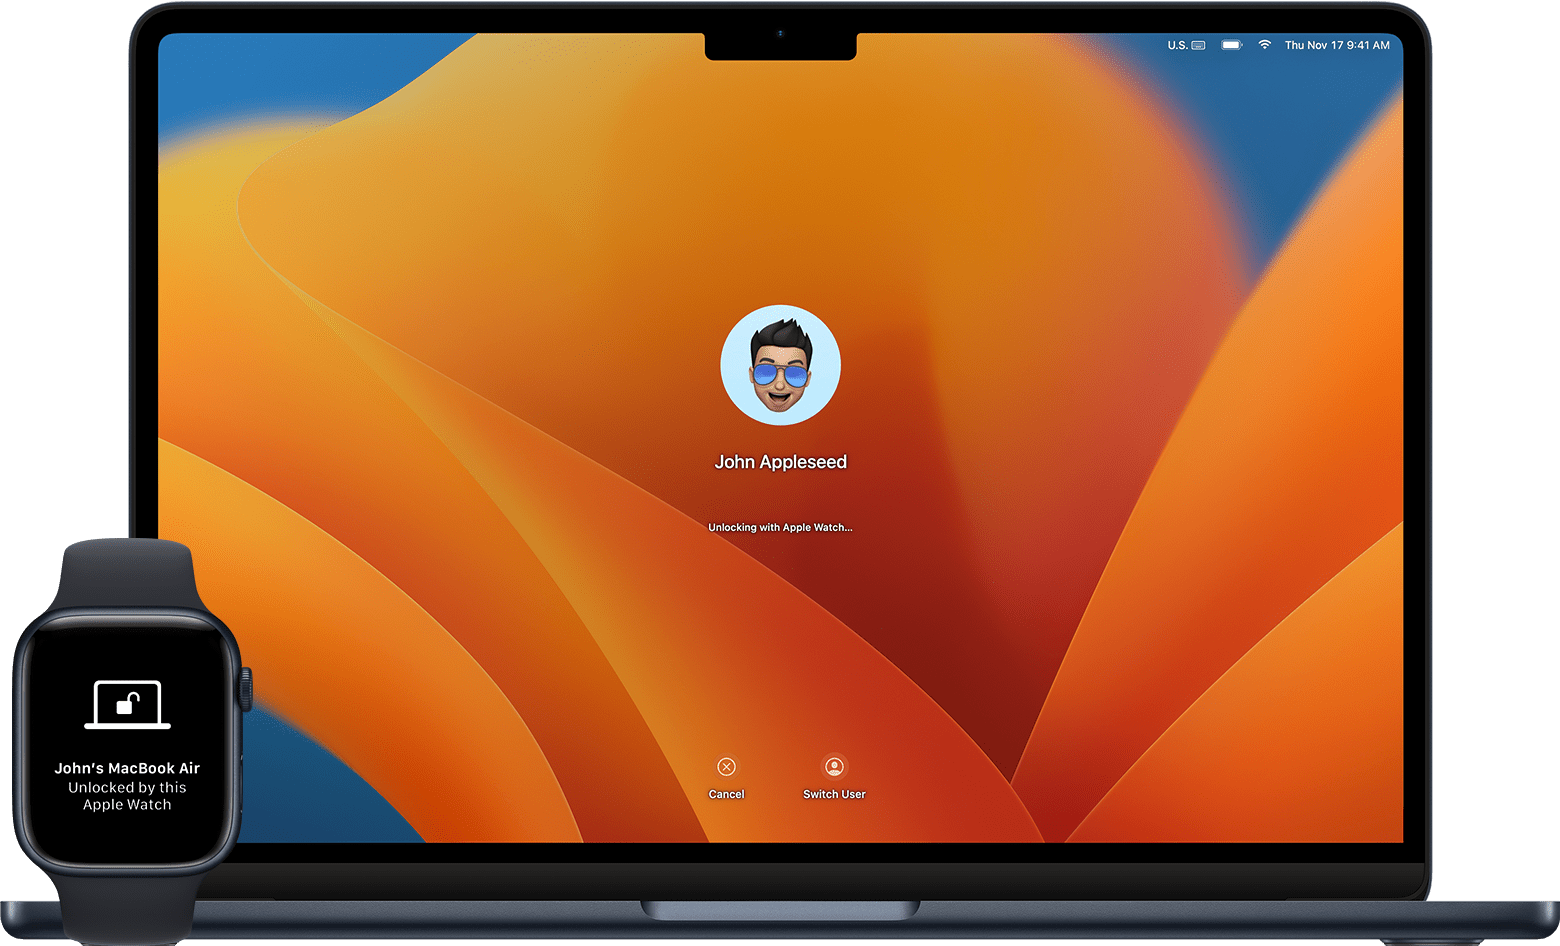 U.S.
Thu Nov 17 9:41 AM
John Appleseed
Unlocking with Apple Watch...
Cancel
Switch User
John's MacBook Air
Unlocked by this
Apple Watch